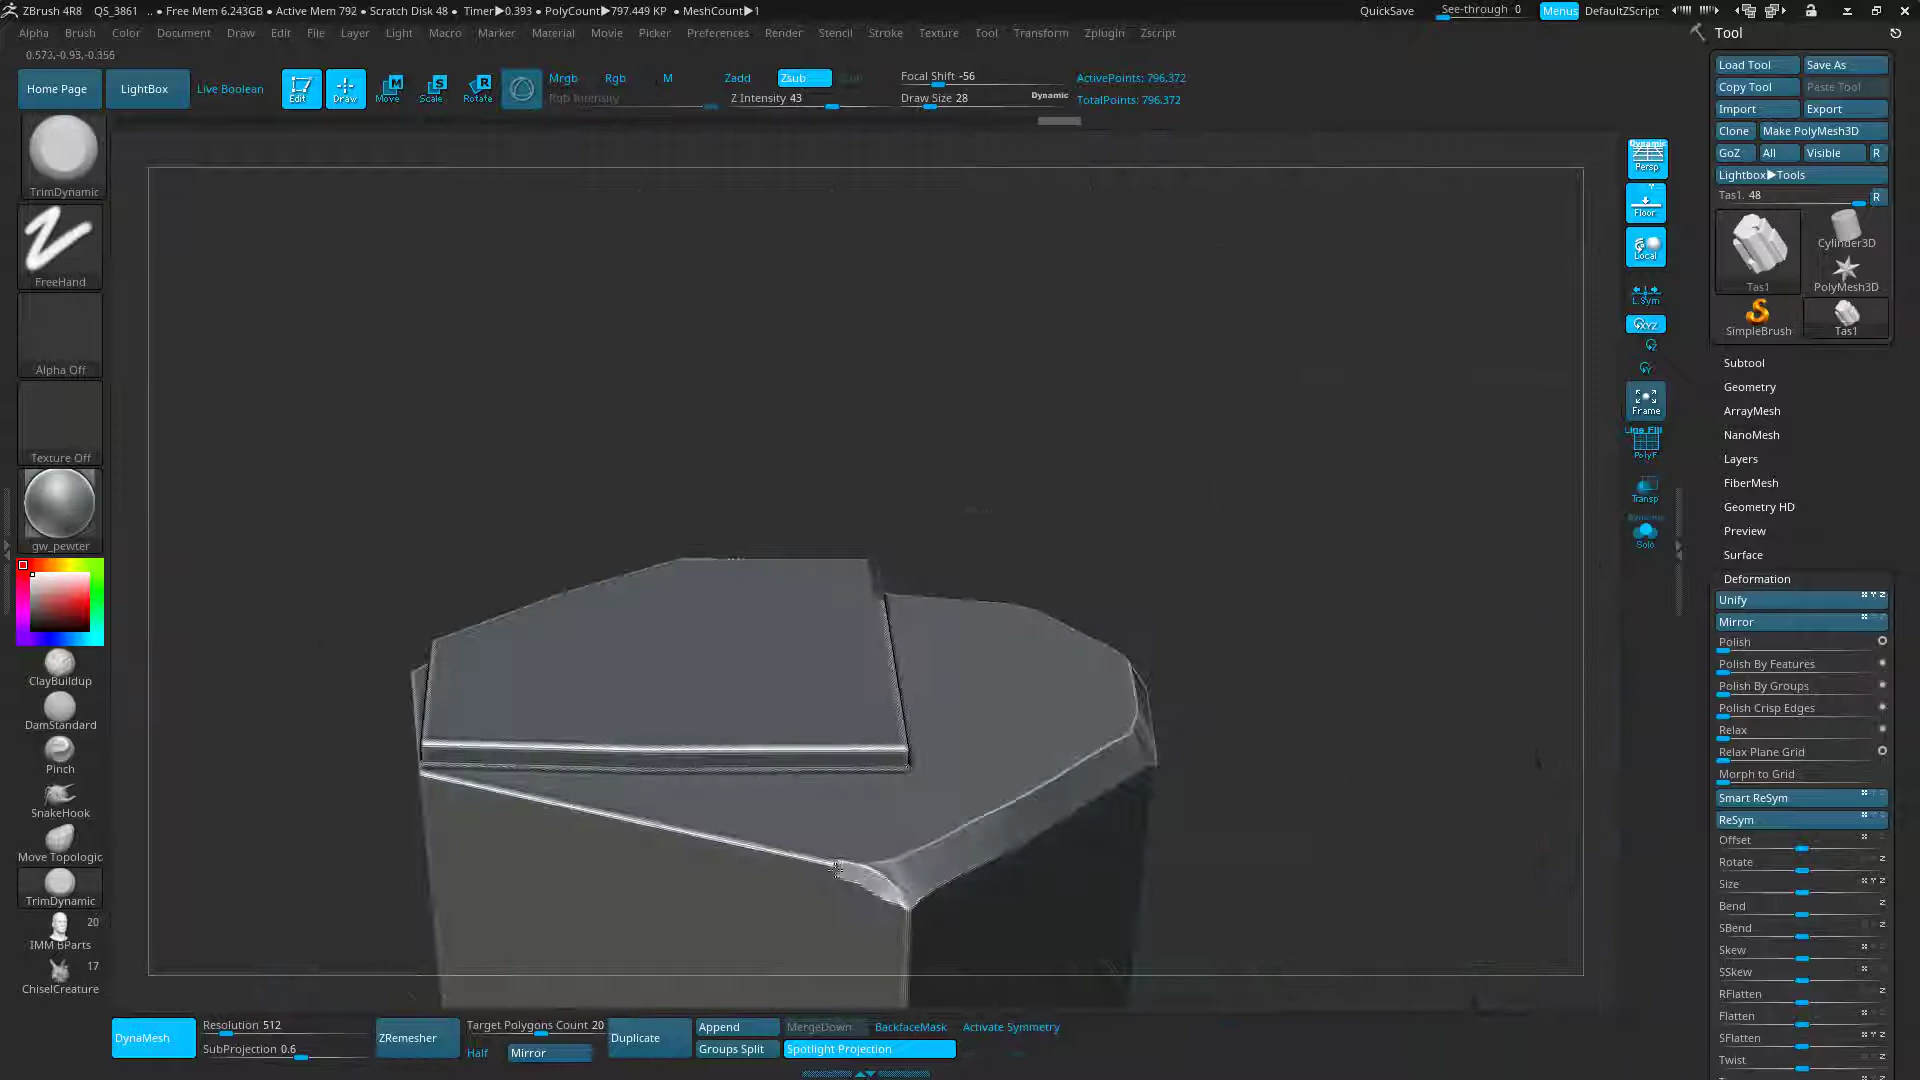 ZBrush 4R8 QS_3861 .. • Free Mem 6.243GB • Active Mem 792 • Scratch Disk 48 • Timer▶0.393 • PolyCount▶797.449 KP • MeshCount▶1 QuickSave See-through 0 Menus DefaultZScript
Alpha Brush Color Document Draw Edit File Layer Light Macro Marker Material Movie Picker Preferences Render Stencil Stroke Texture Tool Transform Zplugin Zscript
0.573,-0.93,-0.356
Home Page LightBox Live Boolean Edit Draw Move Scale Rotate
Mrgb Rgb M Zadd Zsub
Rgb Intensity Z Intensity 43
Focal Shift -56
Draw Size 28 Dynamic
ActivePoints: 796,372
TotalPoints: 796,372
TrimDynamic
FreeHand
Alpha Off
Texture Off
gw_pewter
ClayBuildup
DamStandard
Pinch
SnakeHook
Move Topologic
TrimDynamic
20
IMM BParts
17
ChiselCreature
Dynamic
Persp
Floor
Local
L.Sym
XYZ
Frame
Line Fill
PolyF
Transp
Dynamic
Solo
Tool
Load Tool Save As
Copy Tool Paste Tool
Import Export
Clone Make PolyMesh3D
GoZ All Visible R
Lightbox▶Tools
Tas1. 48 R
Tas1
Cylinder3D
PolyMesh3D
SimpleBrush
Tas1
Subtool
Geometry
ArrayMesh
NanoMesh
Layers
FiberMesh
Geometry HD
Preview
Surface
Deformation
Unify
Mirror
Polish
Polish By Features
Polish By Groups
Polish Crisp Edges
Relax
Relax Plane Grid
Morph to Grid
Smart ReSym
ReSym
Offset
Rotate
Size
Bend
SBend
Skew
SSkew
RFlatten
Flatten
SFlatten
Twist
DynaMesh
Resolution 512
SubProjection 0.6
ZRemesher
Target Polygons Count 20
Half Mirror
Duplicate
Append MergeDown BackfaceMask Activate Symmetry
Groups Split Spotlight Projection